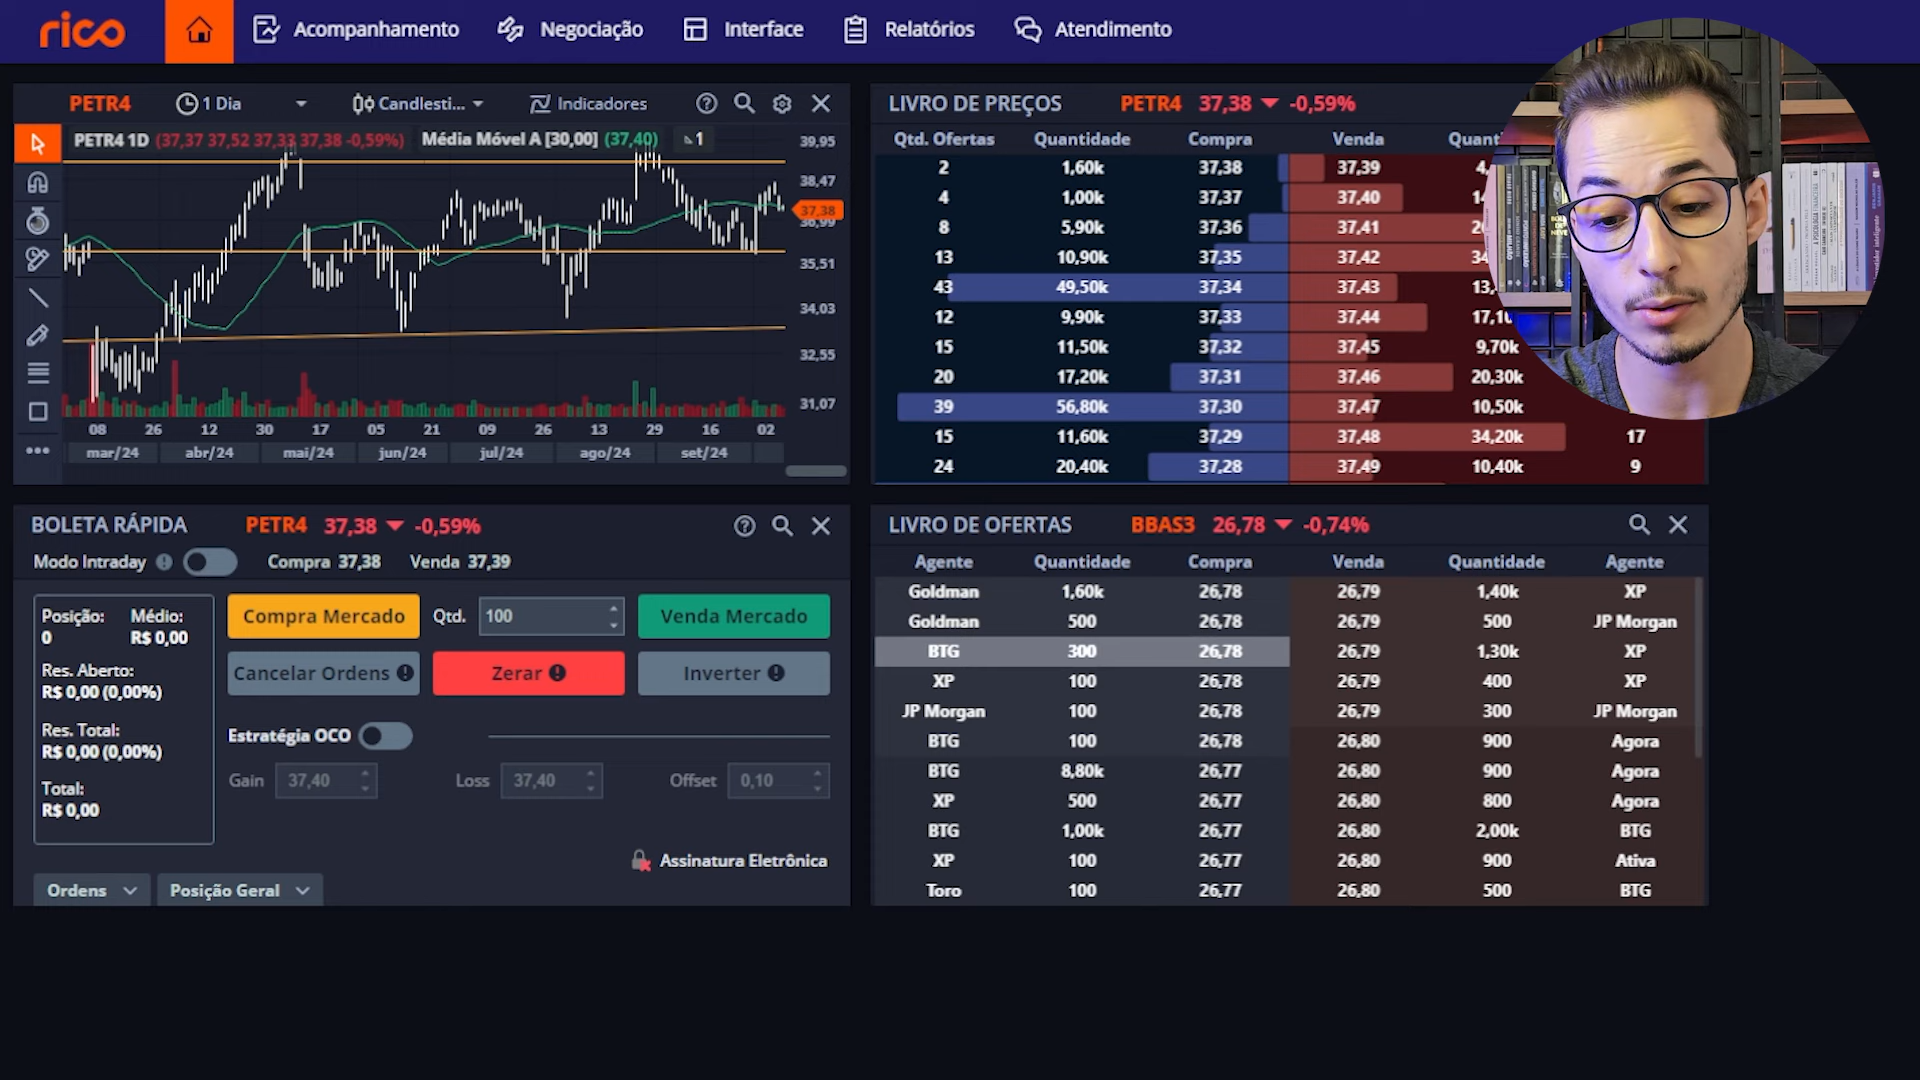 rico
Acompanhamento
Negociação
Interface
Relatórios
Atendimento
PETR4
1 Dia
Candlesti...
Indicadores
PETR4 1D (37,37 37,52 37,33 37,38 -0,59%)
Média Móvel A [30,00] (37,40)
1
39,95
38,47
37,38
36,99
35,51
34,03
32,55
31,07
08 26 12 30 17 05 21 09 26 13 29 16 02
mar/24 abr/24 mai/24 jun/24 jul/24 ago/24 set/24
LIVRO DE PREÇOS PETR4 37,38 -0,59%
Qtd. Ofertas Quantidade Compra Venda
2 1,60k 37,38 37,39
4 1,00k 37,37 37,40
8 5,90k 37,36 37,41
13 10,90k 37,35 37,42
43 49,50k 37,34 37,43
12 9,90k 37,33 37,44
15 11,50k 37,32 37,45 9,70k
20 17,20k 37,31 37,46 20,30k
39 56,80k 37,30 37,47 10,50k
15 11,60k 37,29 37,48 34,20k 17
24 20,40k 37,28 37,49 10,40k 9
BOLETA RÁPIDA PETR4 37,38 -0,59%
Modo Intraday
Compra 37,38 Venda 37,39
Posição: Médio:
0 R$ 0,00
Res. Aberto:
R$ 0,00 (0,00%)
Res. Total:
R$ 0,00 (0,00%)
Total:
R$ 0,00
Compra Mercado
Qtd. 100
Venda Mercado
Cancelar Ordens
Zerar
Inverter
Estratégia OCO
Gain 37,40
Loss 37,40
Offset 0,10
Assinatura Eletrônica
Ordens
Posição Geral
LIVRO DE OFERTAS BBAS3 26,78 -0,74%
Agente Quantidade Compra Venda Quantidade Agente
Goldman 1,60k 26,78 26,79 1,40k XP
Goldman 500 26,78 26,79 500 JP Morgan
BTG 300 26,78 26,79 1,30k XP
XP 100 26,78 26,79 400 XP
JP Morgan 100 26,78 26,79 300 JP Morgan
BTG 100 26,78 26,80 900 Agora
BTG 8,80k 26,77 26,80 900 Agora
XP 500 26,77 26,80 800 Agora
BTG 1,00k 26,77 26,80 2,00k BTG
XP 100 26,77 26,80 900 Ativa
Toro 100 26,77 26,80 500 BTG